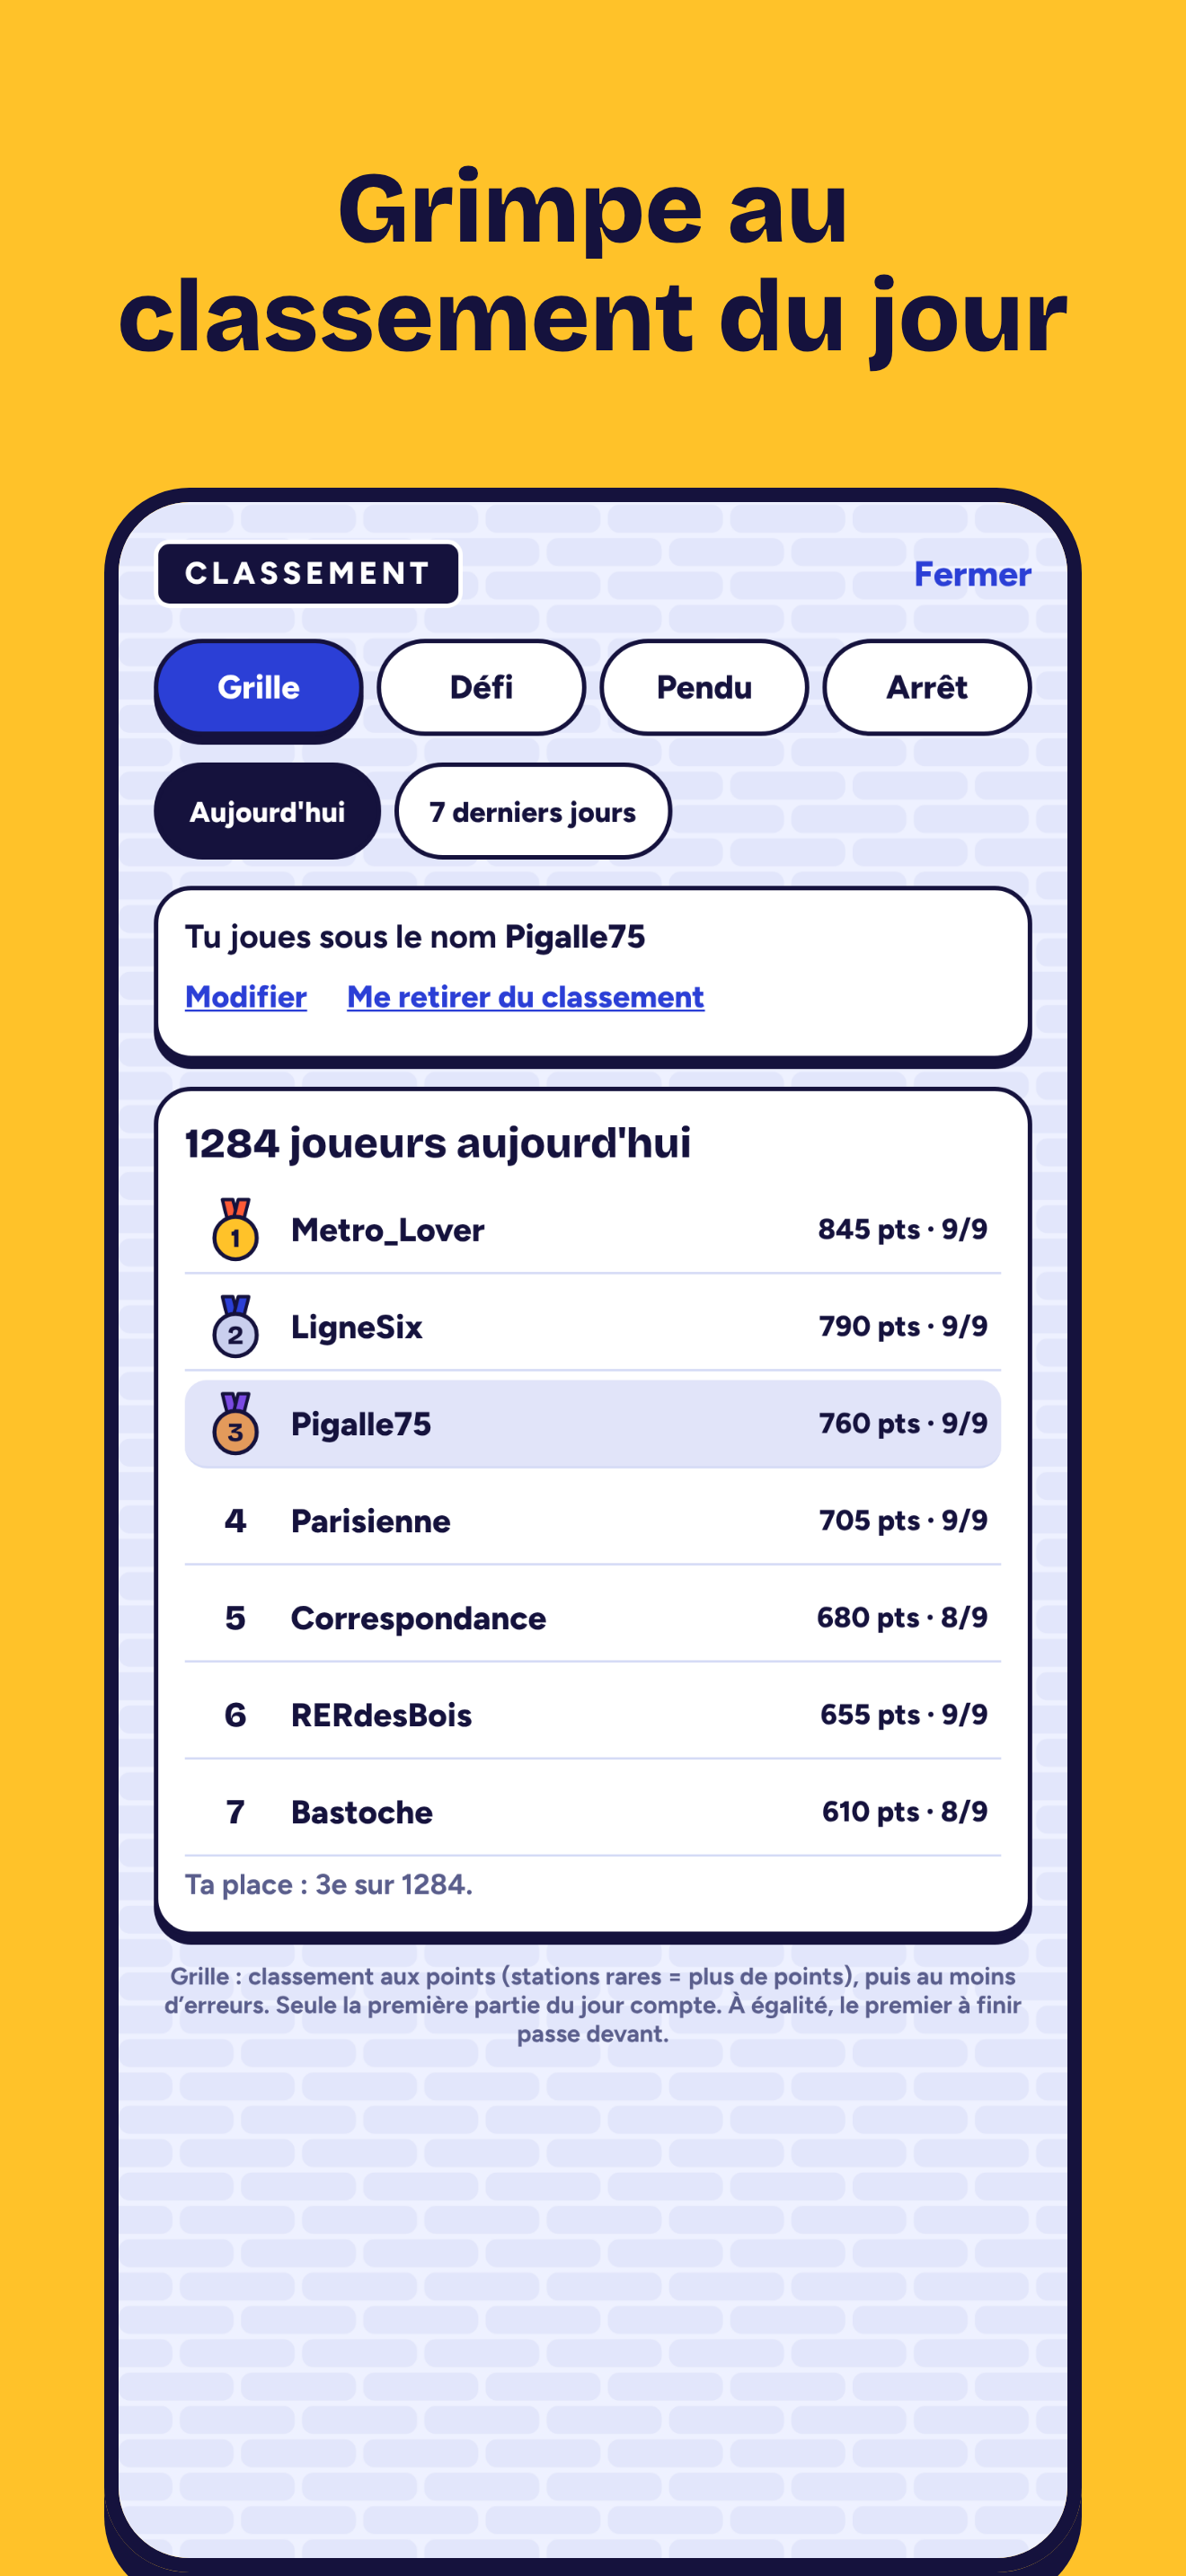 Grimpe au
classement du jour
CLASSEMENT
Fermer
Grille
Défi
Pendu
Arrêt
Aujourd'hui
7 derniers jours
Tu joues sous le nom Pigalle75
Modifier
Me retirer du classement
1284 joueurs aujourd'hui
1 Metro_Lover 845 pts · 9/9
2 LigneSix 790 pts · 9/9
3 Pigalle75 760 pts · 9/9
4 Parisienne 705 pts · 9/9
5 Correspondance 680 pts · 8/9
6 RERdesBois 655 pts · 9/9
7 Bastoche 610 pts · 8/9
Ta place : 3e sur 1284.
Grille : classement aux points (stations rares = plus de points), puis au moins
d’erreurs. Seule la première partie du jour compte. À égalité, le premier à finir
passe devant.